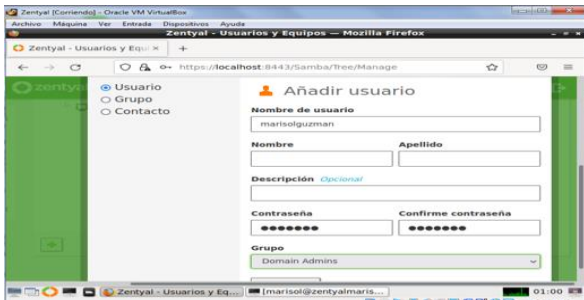 Zentyal [Corriendo] - Oracle VM VirtualBox
Archivo Máquina Ver Entrada Dispositivos Ayuda
Zentyal - Usuarios y Equipos — Mozilla Firefox
Zentyal - Usuarios y Equi
https://localhost:8443/Samba/Tree/Manage
zentyal
Usuario
Grupo
Contacto
Añadir usuario
Nombre de usuario
marisolguzman
Nombre Apellido
Descripción Opcional
Contraseña Confirme contraseña
Grupo
Domain Admins
Zentyal - Usuarios y Eq... [marisol@zentyalmaris... 01:00